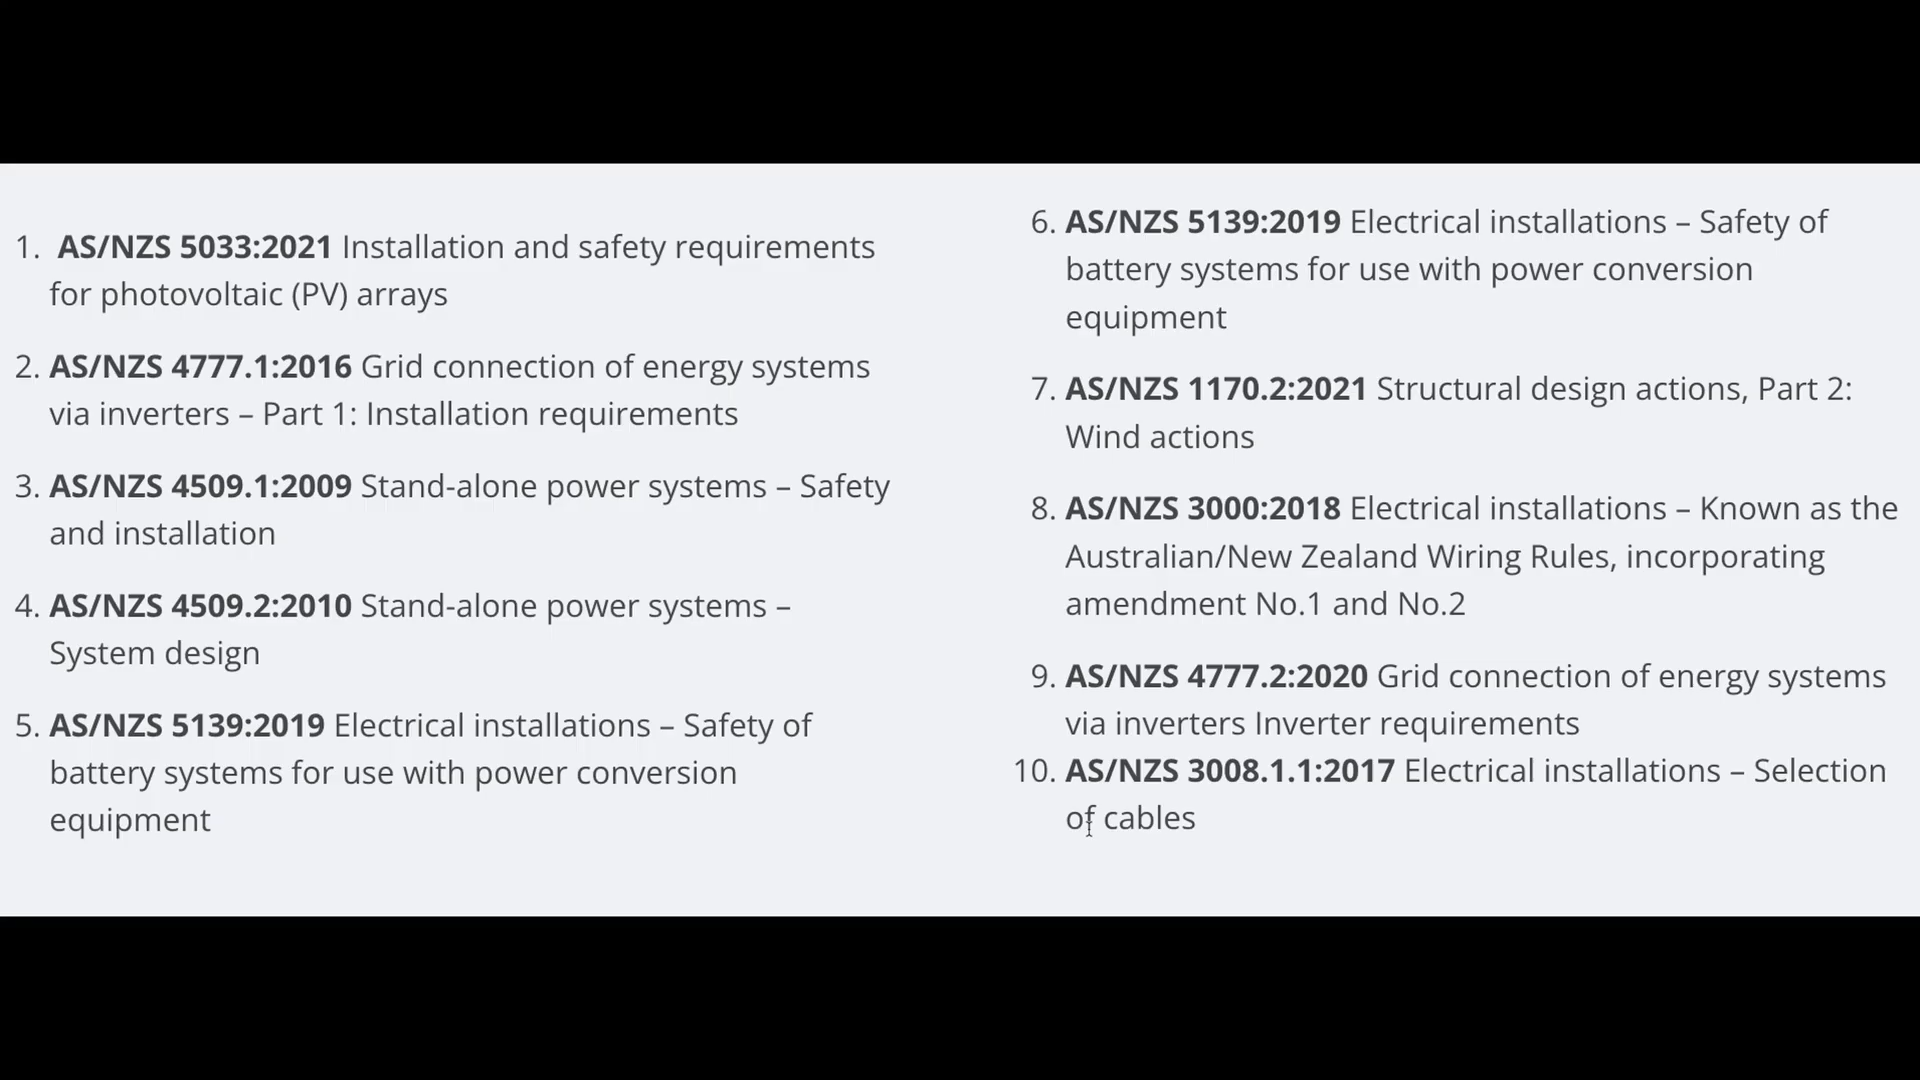 1. AS/NZS 5033:2021 Installation and safety requirements
for photovoltaic (PV) arrays
2. AS/NZS 4777.1:2016 Grid connection of energy systems
via inverters – Part 1: Installation requirements
3. AS/NZS 4509.1:2009 Stand-alone power systems – Safety
and installation
4. AS/NZS 4509.2:2010 Stand-alone power systems –
System design
5. AS/NZS 5139:2019 Electrical installations – Safety of
battery systems for use with power conversion
equipment
6. AS/NZS 5139:2019 Electrical installations – Safety of
battery systems for use with power conversion
equipment
7. AS/NZS 1170.2:2021 Structural design actions, Part 2:
Wind actions
8. AS/NZS 3000:2018 Electrical installations – Known as the
Australian/New Zealand Wiring Rules, incorporating
amendment No.1 and No.2
9. AS/NZS 4777.2:2020 Grid connection of energy systems
via inverters Inverter requirements
10. AS/NZS 3008.1.1:2017 Electrical installations – Selection
of cables